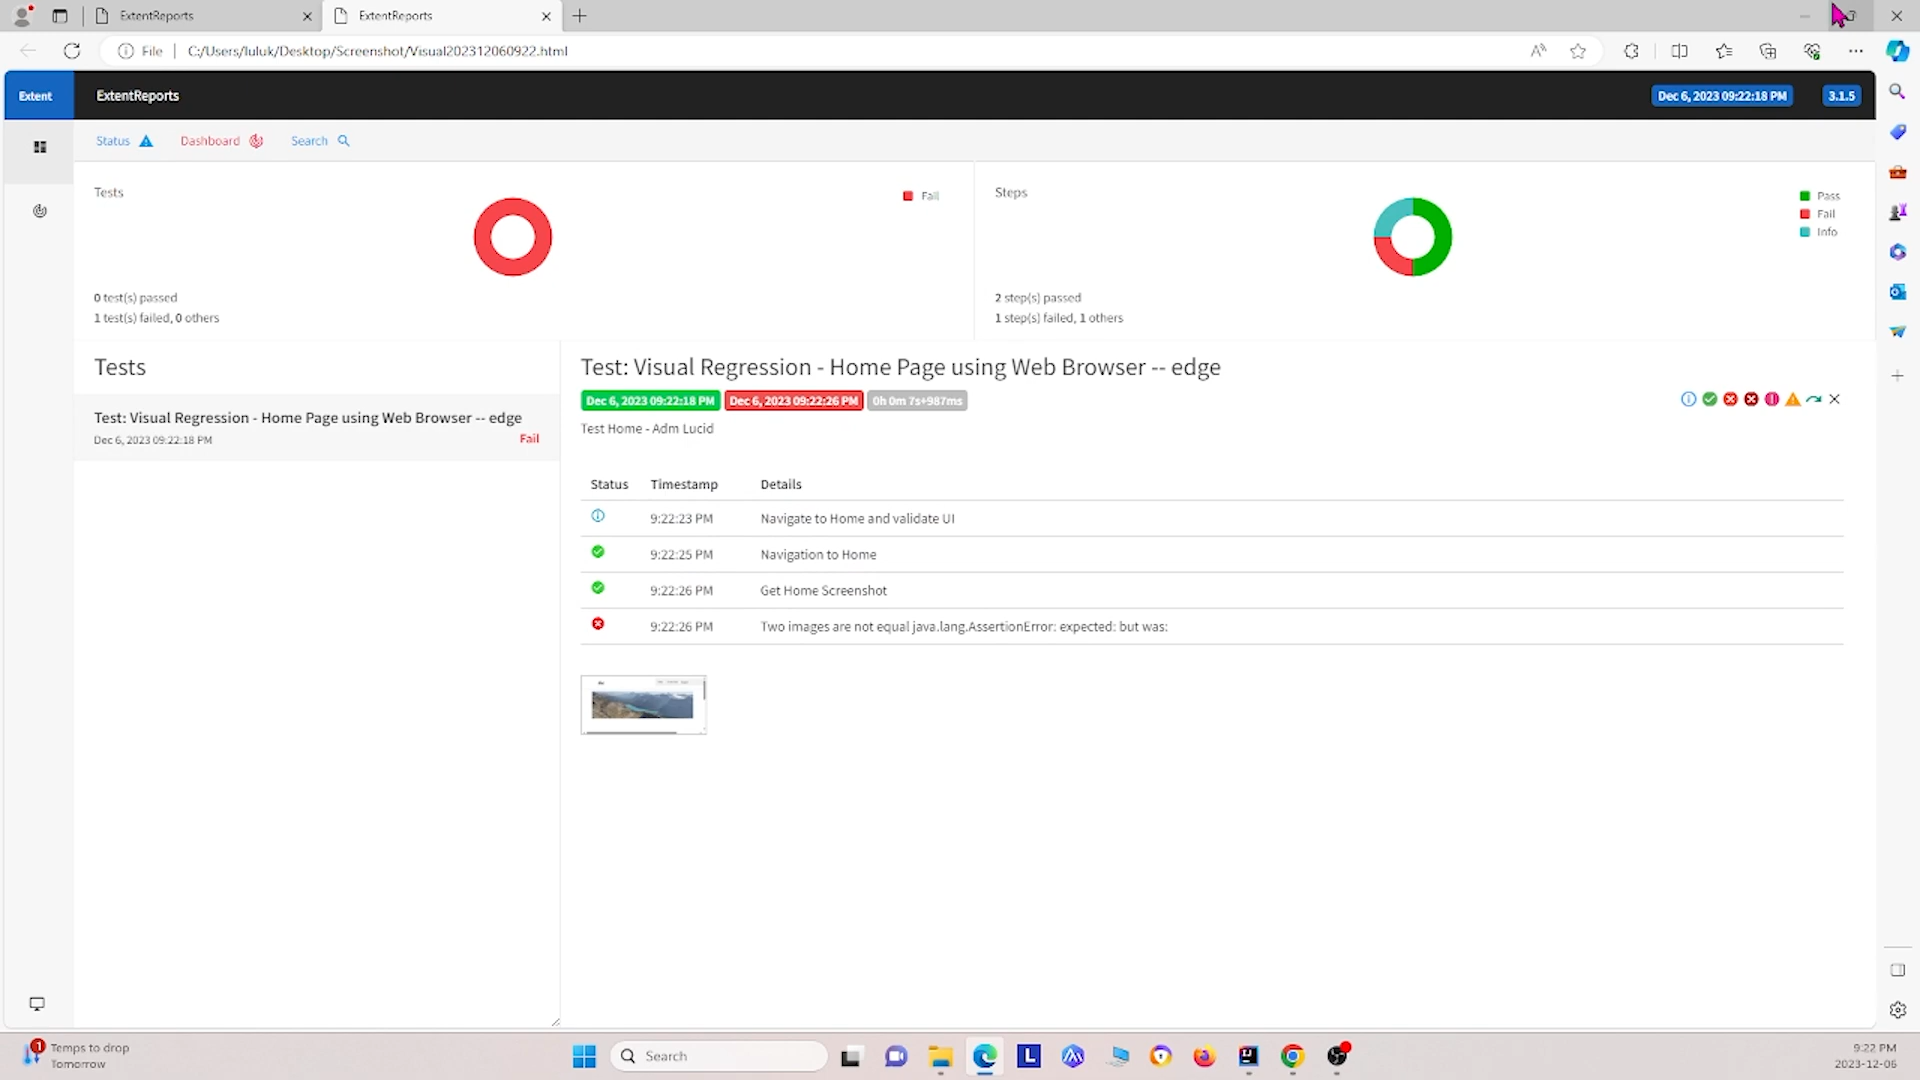 ExtentReports
ExtentReports
File
C:/Users/luluk/Desktop/Screenshot/Visual202312060922.html
Extent
ExtentReports
Dec 6, 2023 09:22:18 PM
3.1.5
Status
Dashboard
Search
Tests
Fail
0 test(s) passed
1 test(s) failed, 0 others
Steps
Pass
Fail
Info
2 step(s) passed
1 step(s) failed, 1 others
Tests
Test: Visual Regression - Home Page using Web Browser -- edge
Dec 6, 2023 09:22:18 PM
Fail
Test: Visual Regression - Home Page using Web Browser -- edge
Dec 6, 2023 09:22:18 PM Dec 6, 2023 09:22:26 PM 0h 0m 7s+987ms
Test Home - Adm Lucid
Status Timestamp Details
9:22:23 PM Navigate to Home and validate UI
9:22:25 PM Navigation to Home
9:22:26 PM Get Home Screenshot
9:22:26 PM Two images are not equal java.lang.AssertionError: expected: but was:
1
Temps to drop
Tomorrow
Search
L
9:22 PM
2023-12-06